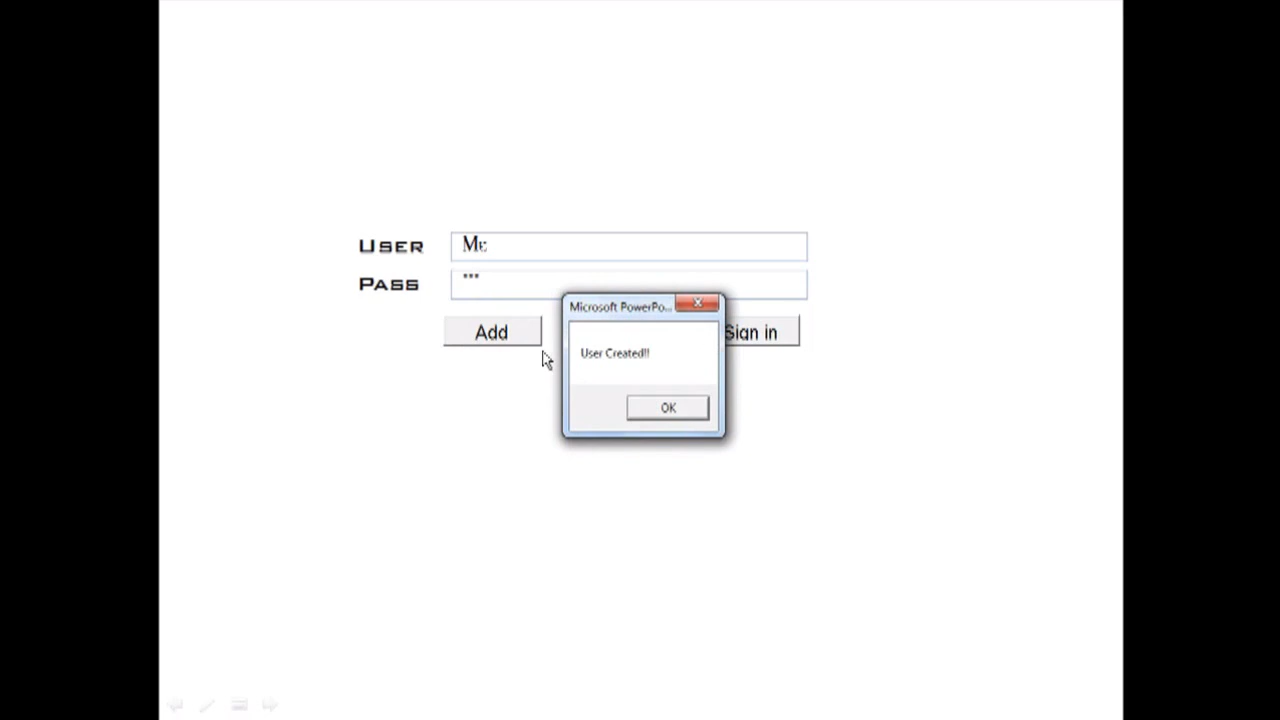 USER Me
PASS ***
Microsoft PowerPo...
Add Sign in
User Created!!
OK